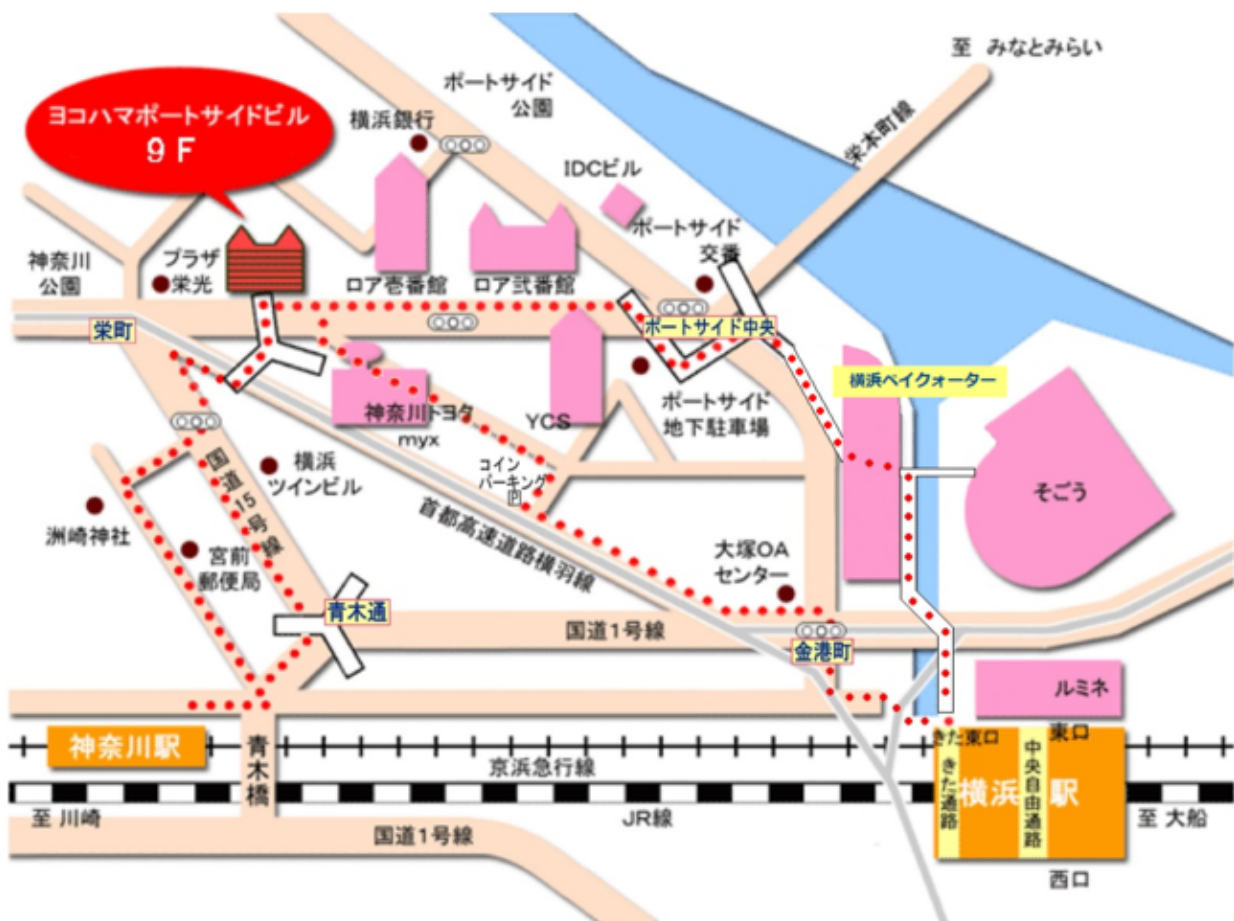 至 みなとみらい
ポートサイド
公園
ヨコハマポートサイドビル
9F
横浜銀行
栄本町線
IDCビル
ポートサイド
交番
神奈川
公園
プラザ
栄光
ロア壱番館
ロア弐番館
栄町
ポートサイド中央
横浜ベイクォーター
神奈川トヨタ
myx
YCS
ポートサイド
地下駐車場
コイン
パーキング
P
そごう
国道15号線
横浜
ツインビル
首都高速道路横羽線
洲崎神社
宮前
郵便局
大塚OA
センター
青木通
国道1号線
金港町
ルミネ
神奈川駅
青木橋
京浜急行線
きた東口
東口
きた通路
中央自由通路
横浜駅
至 川崎
JR線
至 大船
国道1号線
西口